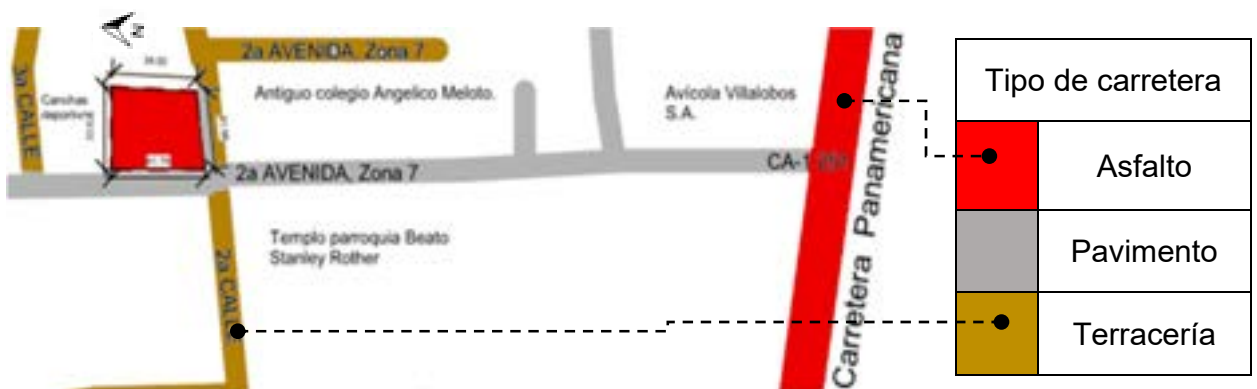 N
2a AVENIDA, Zona 7
3a CALLE
Canchas
deportivas
Antiguo colegio Angelico Meloto.
Avícola Villalobos
S.A.
2a AVENIDA, Zona 7
CA-1
2a CALLE
Templo parroquia Beato
Stanley Rother
Carretera Panamericana
Tipo de carretera
Asfalto
Pavimento
Terracería